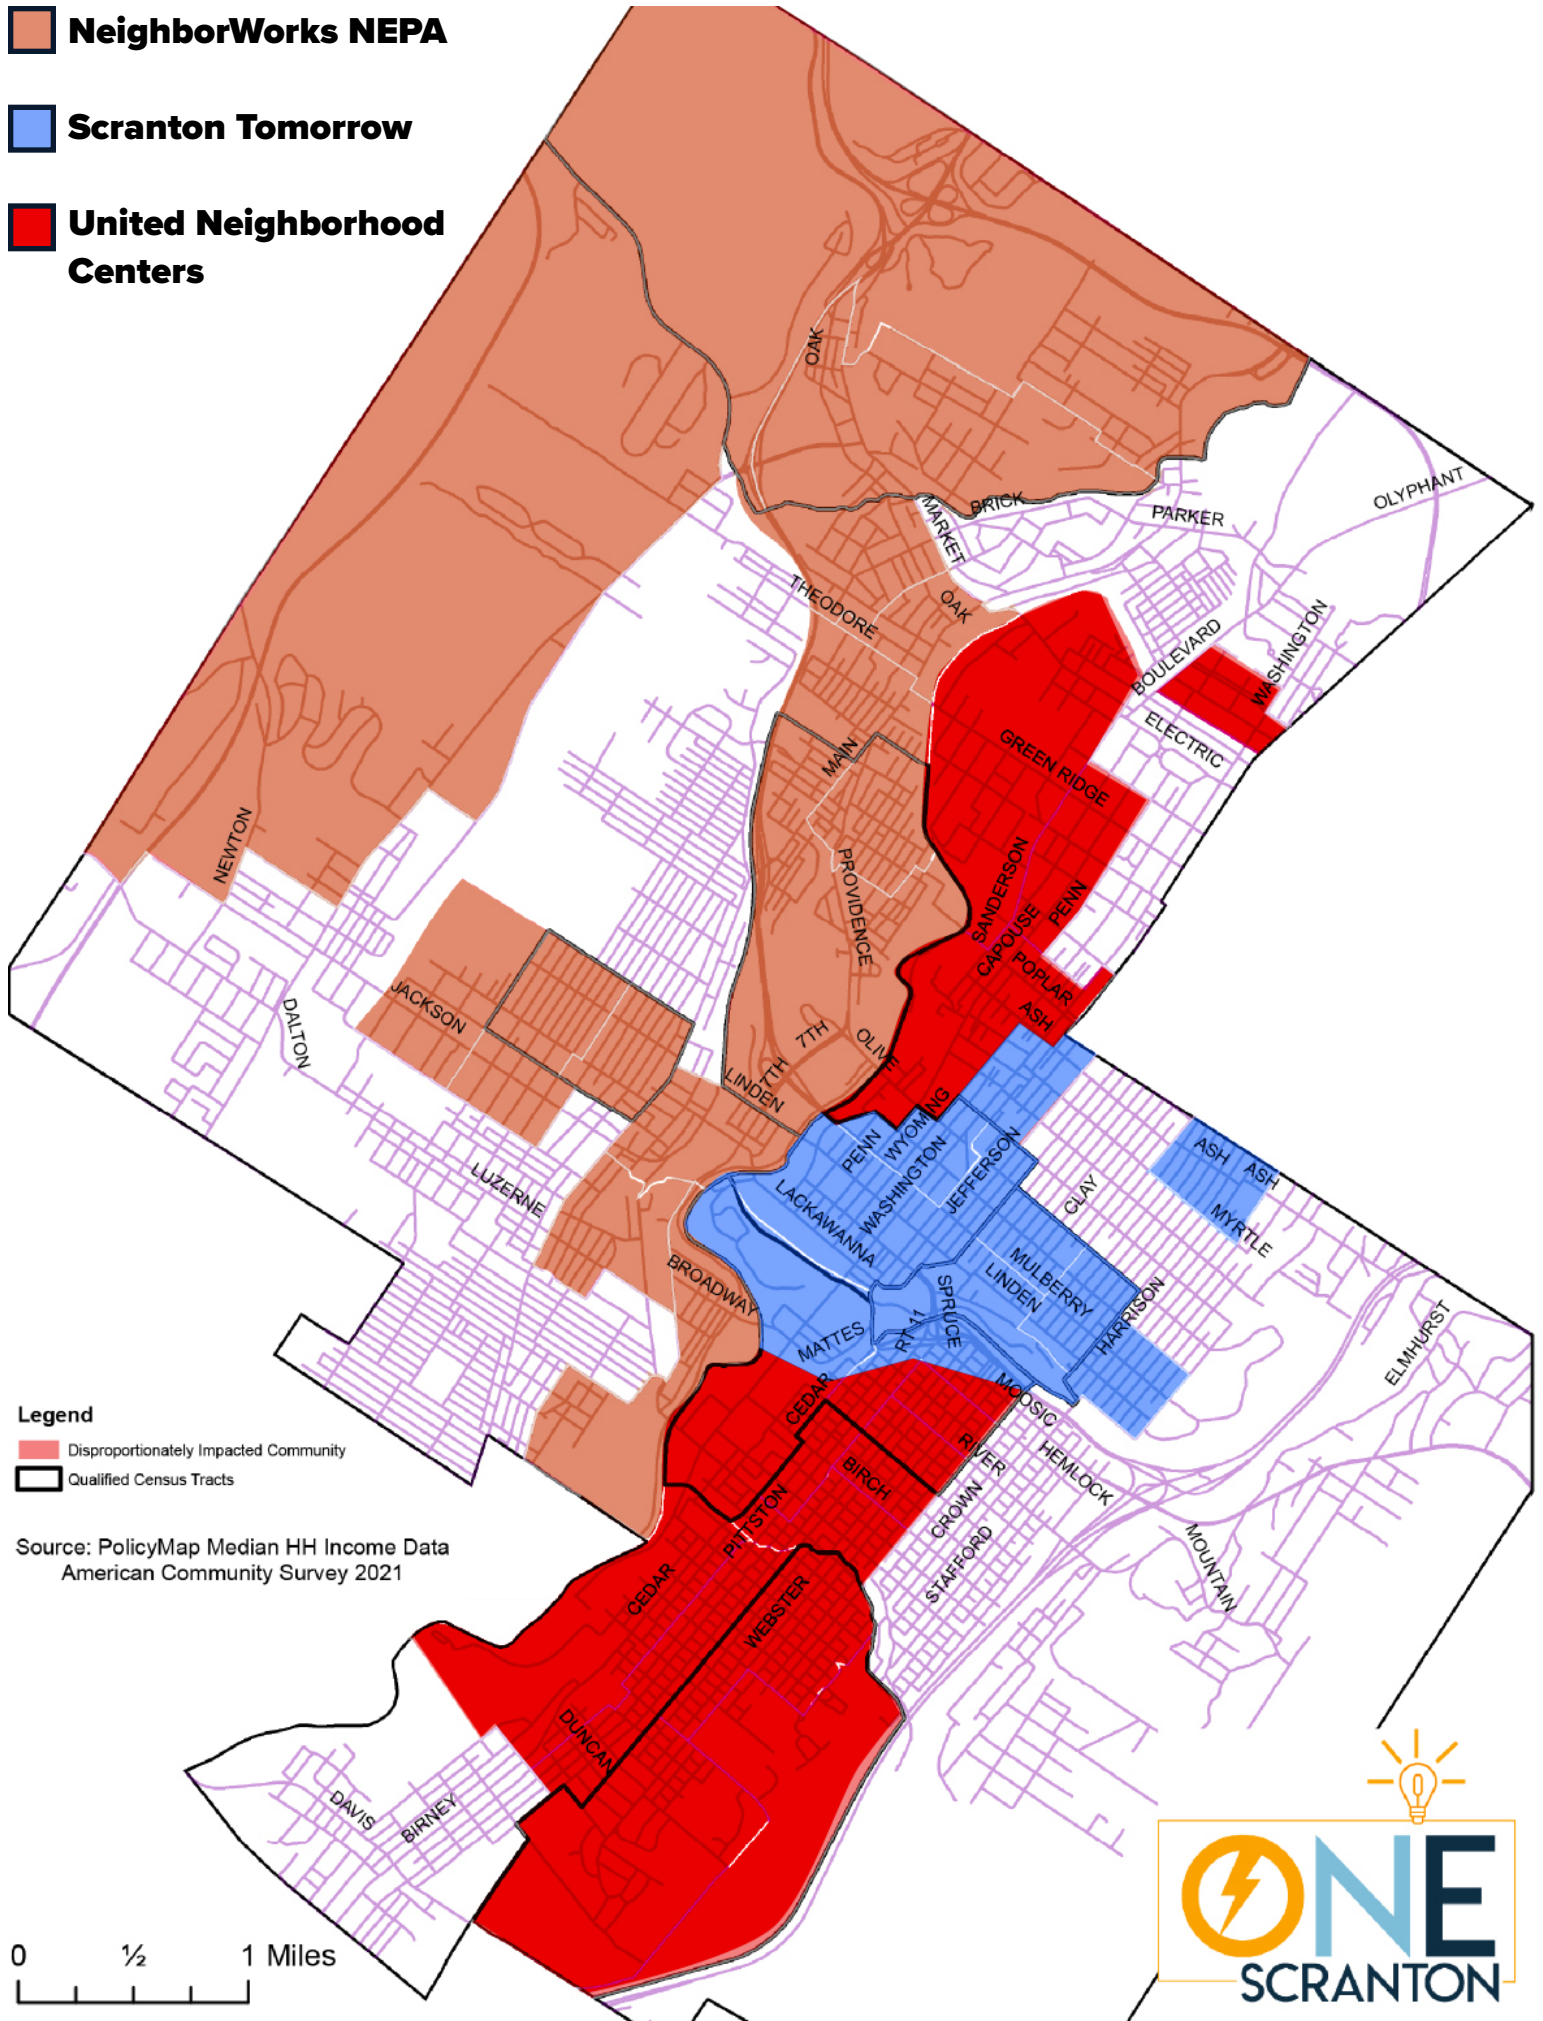 NeighborWorks NEPA
Scranton Tomorrow
United Neighborhood
Centers
OAK
BRICK
MARKET
PARKER
OLYPHANT
THEODORE
OAK
BOULEVARD
WASHINGTON
ELECTRIC
GREEN RIDGE
MAIN
NEWTON
PROVIDENCE
SANDERSON
CAPOUSE
PENN
POPLAR
ASH
JACKSON
DALTON
7TH
OLIVE
7TH
LINDEN
WYOMING
PENN
WASHINGTON
JEFFERSON
LACKAWANNA
CLAY
ASH
ASH
MYRTLE
LUZERNE
BROADWAY
MULBERRY
LINDEN
SPRUCE
RT 11
MATTES
HARRISON
ELMHURST
CEDAR
MOOSIC
RIVER
HEMLOCK
BIRCH
CROWN
PITTSTON
STAFFORD
MOUNTAIN
CEDAR
WEBSTER
DUNCAN
DAVIS
BIRNEY
Legend
Disproportionately Impacted Community
Qualified Census Tracts
Source: PolicyMap Median HH Income Data
American Community Survey 2021
0 ½ 1 Miles
ONE
SCRANTON